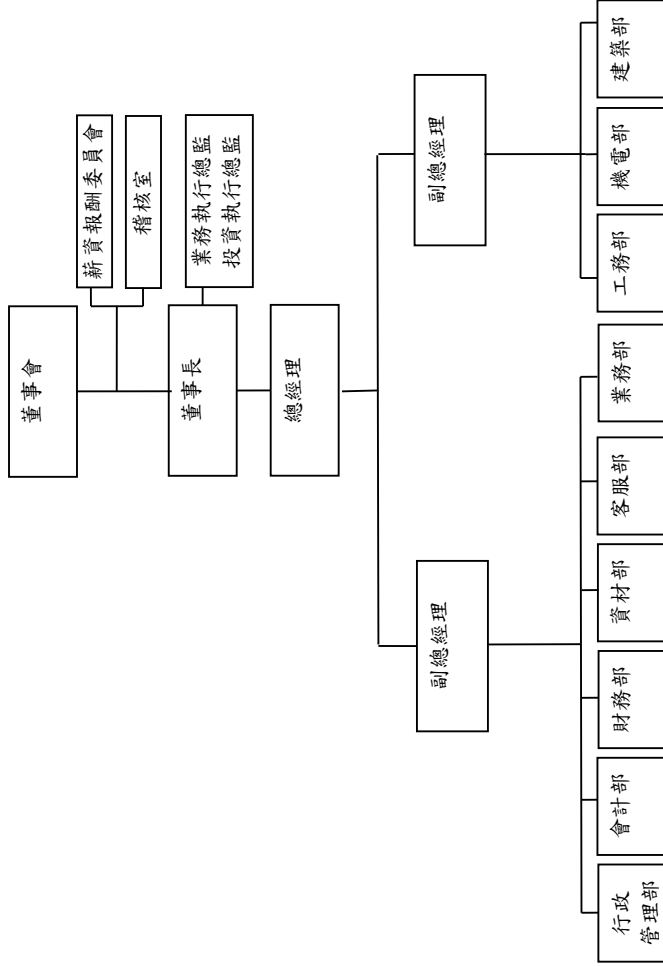 董事會
薪資報酬委員會
稽核室
董事長
業務執行總監
投資執行總監
總經理
副總經理
副總經理
行政
管理部
會計部
財務部
資材部
客服部
業務部
工務部
機電部
建築部